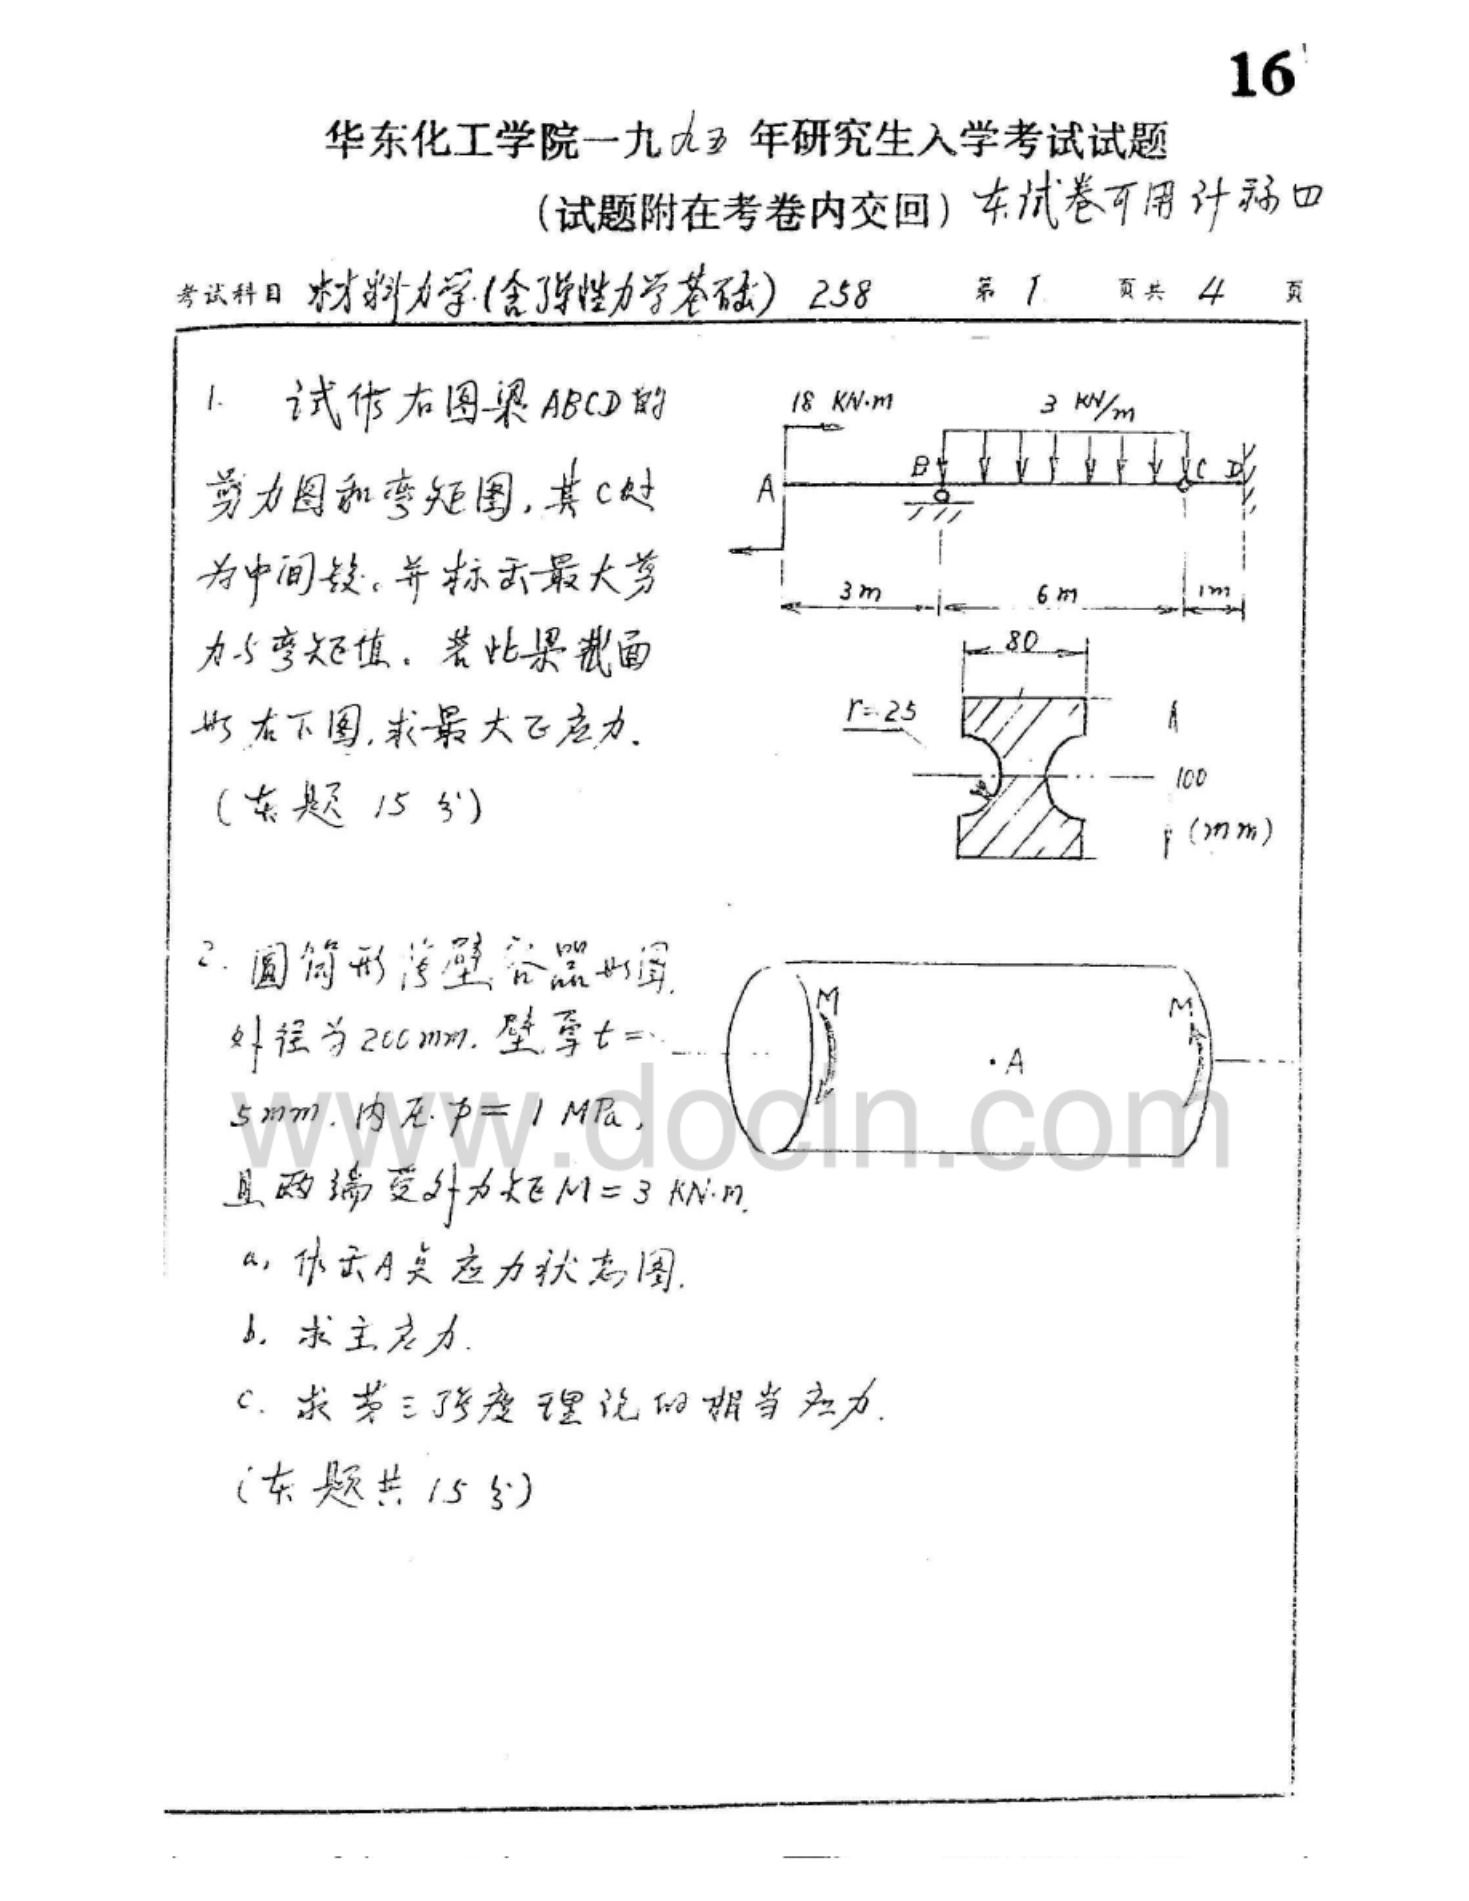 16
华东化工学院一九九五年研究生入学考试试题
(试题附在考卷内交回) 本试卷可用计算
考试科目 材料力学(含弹性力学基础) 258 第 1 页共 4 页
1. 试作右图梁ABCD的
剪力图和弯矩图,其C处
为中间铰。并标示最大剪
力与弯矩值。若此梁截面
如右下图,求最大正应力.
(本题 15分)
18 KN·m
3 KN/m
A
B
C
D
3m
6m
1m
80
r=25
100
(mm)
2. 圆筒形薄壁容器如图.
外径为200mm.壁厚t=
5mm.内压p=1MPa,
且两端受外力矩M=3KN·m.
a, 作出A点应力状态图.
b. 求主应力.
c. 求第三强度理论的相当应力.
(本题共15分)
M
M
A
www.docin.com